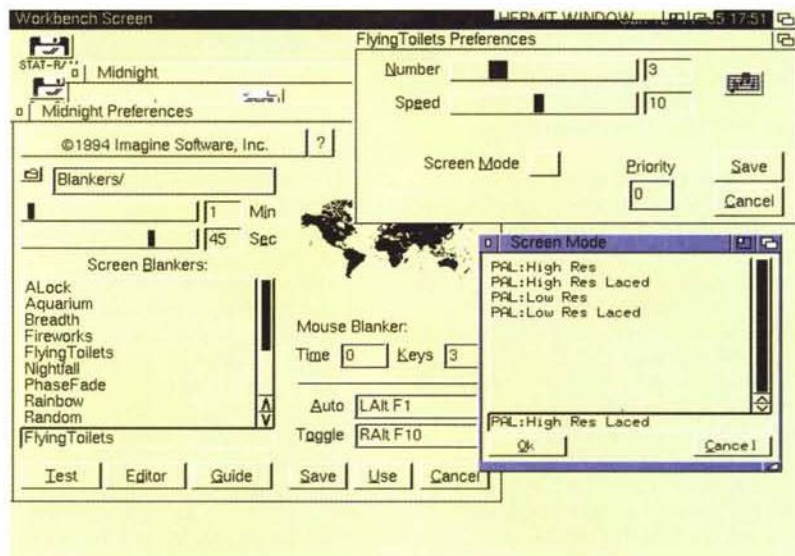 Workbench Screen
HERMIT WINDOW
17:51
FlyingToilets Preferences
Number
3
Speed
10
Screen Mode
Priority
0
Save
Cancel
Midnight
Midnight Preferences
©1994 Imagine Software, Inc.
?
Blankers/
1 Min
45 Sec
Screen Blankers:
ALock
Aquarium
Breadth
Fireworks
FlyingToilets
Nightfall
PhaseFade
Rainbow
Random
FlyingToilets
Mouse Blanker:
Time 0 Keys 3
Auto LAlt F1
Toggle RAlt F10
Test Editor Guide Save Use Cancel
Screen Mode
PAL:High Res
PAL:High Res Laced
PAL:Low Res
PAL:Low Res Laced
PAL:High Res Laced
Ok Cancel